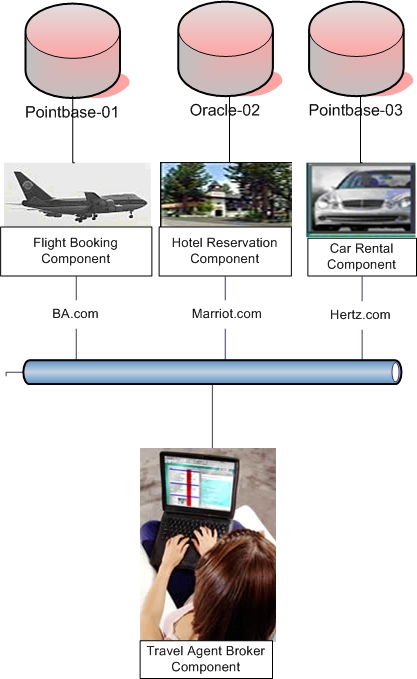 Pointbase-01
Oracle-02
Pointbase-03
Flight Booking
Component
Hotel Reservation
Component
Car Rental
Component
BA.com
Marriot.com
Hertz.com
Travel Agent Broker
Component